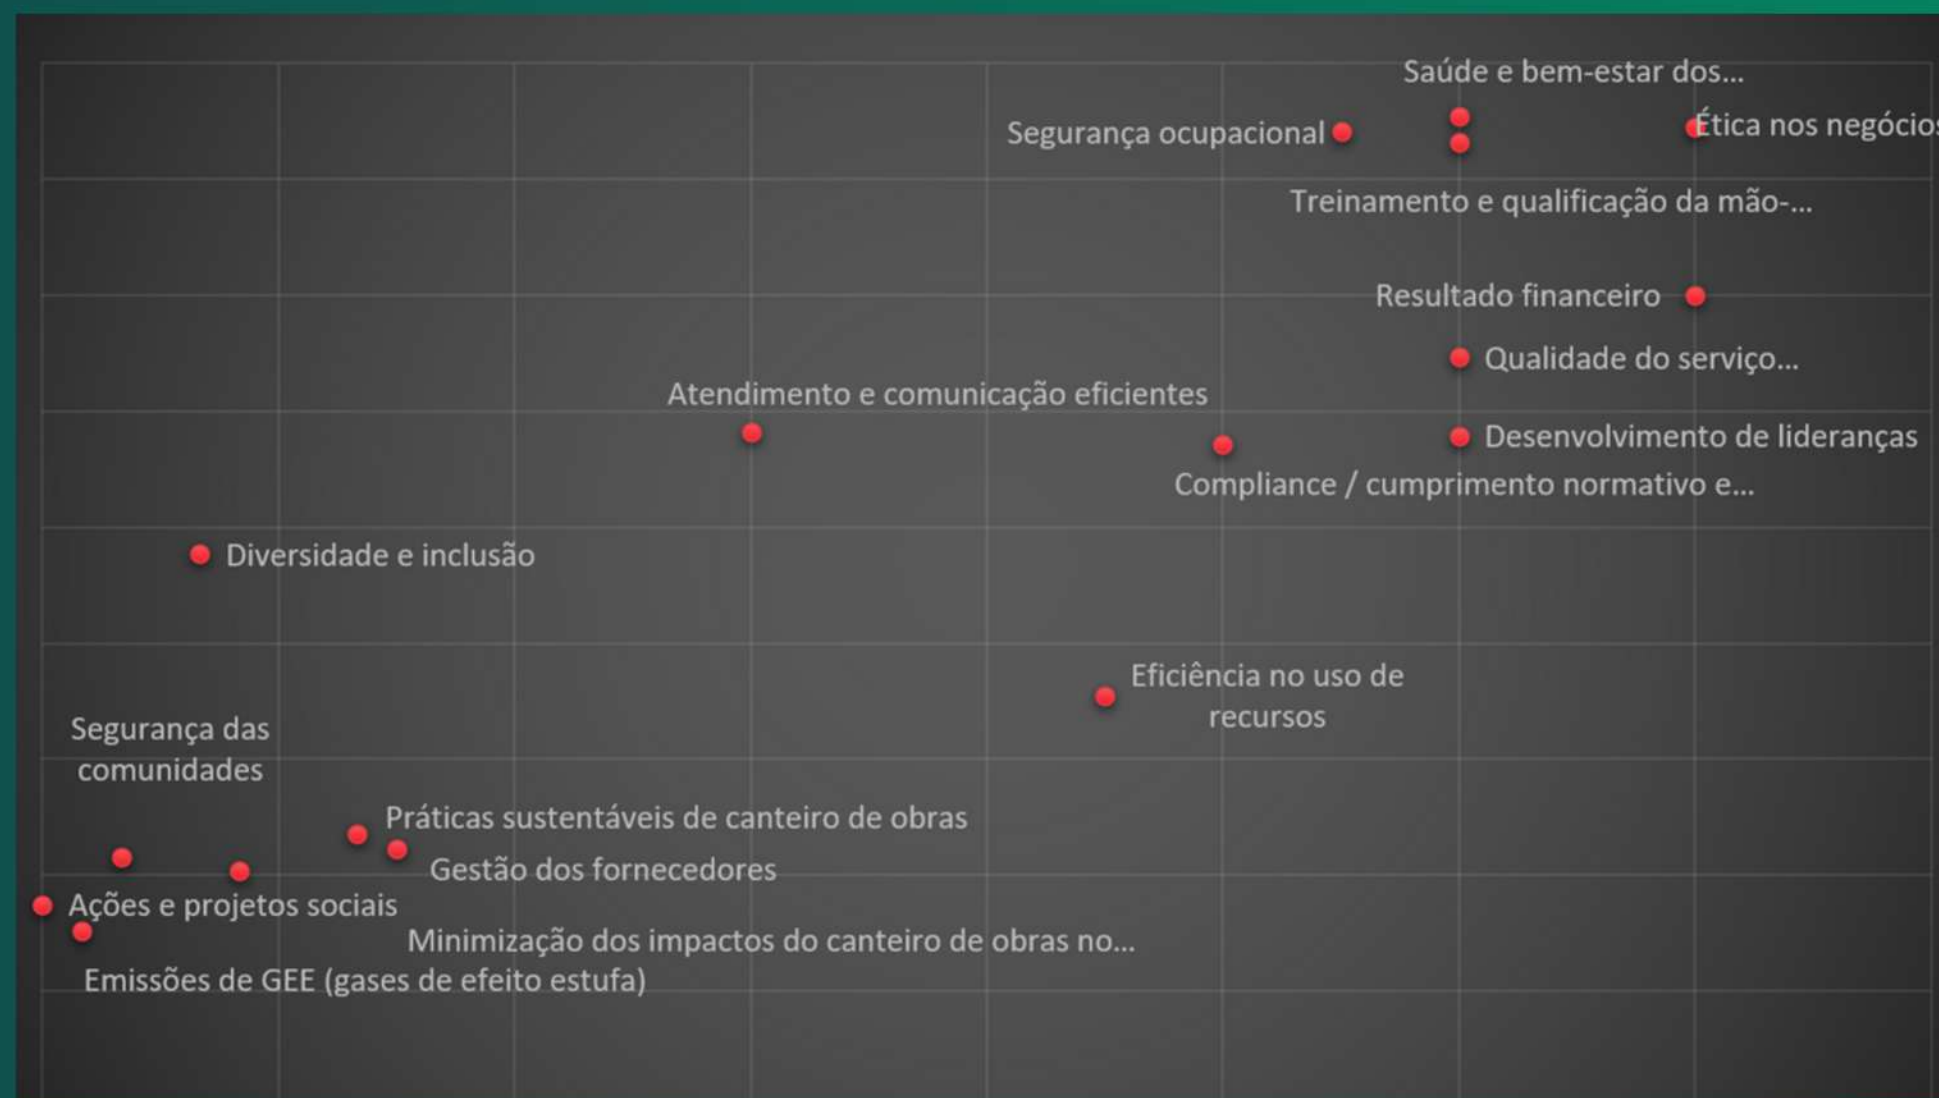 Saúde e bem-estar dos...
Segurança ocupacional
Ética nos negócios
Treinamento e qualificação da mão-...
Resultado financeiro
Qualidade do serviço...
Atendimento e comunicação eficientes
Desenvolvimento de lideranças
Compliance / cumprimento normativo e...
Diversidade e inclusão
Eficiência no uso de
recursos
Segurança das
comunidades
Práticas sustentáveis de canteiro de obras
Gestão dos fornecedores
Ações e projetos sociais
Minimização dos impactos do canteiro de obras no...
Emissões de GEE (gases de efeito estufa)